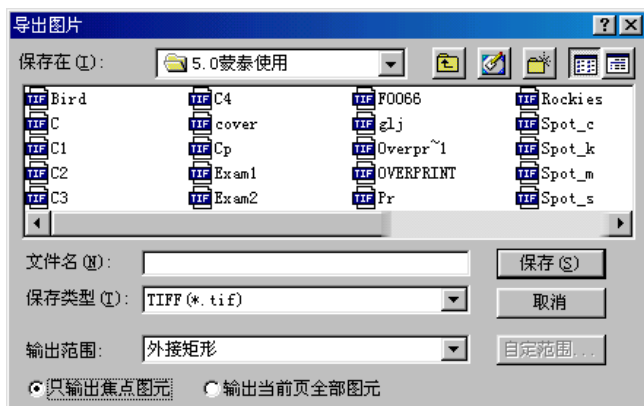 导出图片
保存在(I): 5.0蒙泰使用
Bird C4 F0066 Rockies
C cover glj Spot_c
C1 Cp Overpr~1 Spot_k
C2 Exam1 OVERPRINT Spot_m
C3 Exam2 Pr Spot_s
文件名(N): 保存(S)
保存类型(T): TIFF(*.tif) 取消
输出范围: 外接矩形 自定范围...
只输出焦点图元 输出当前页全部图元